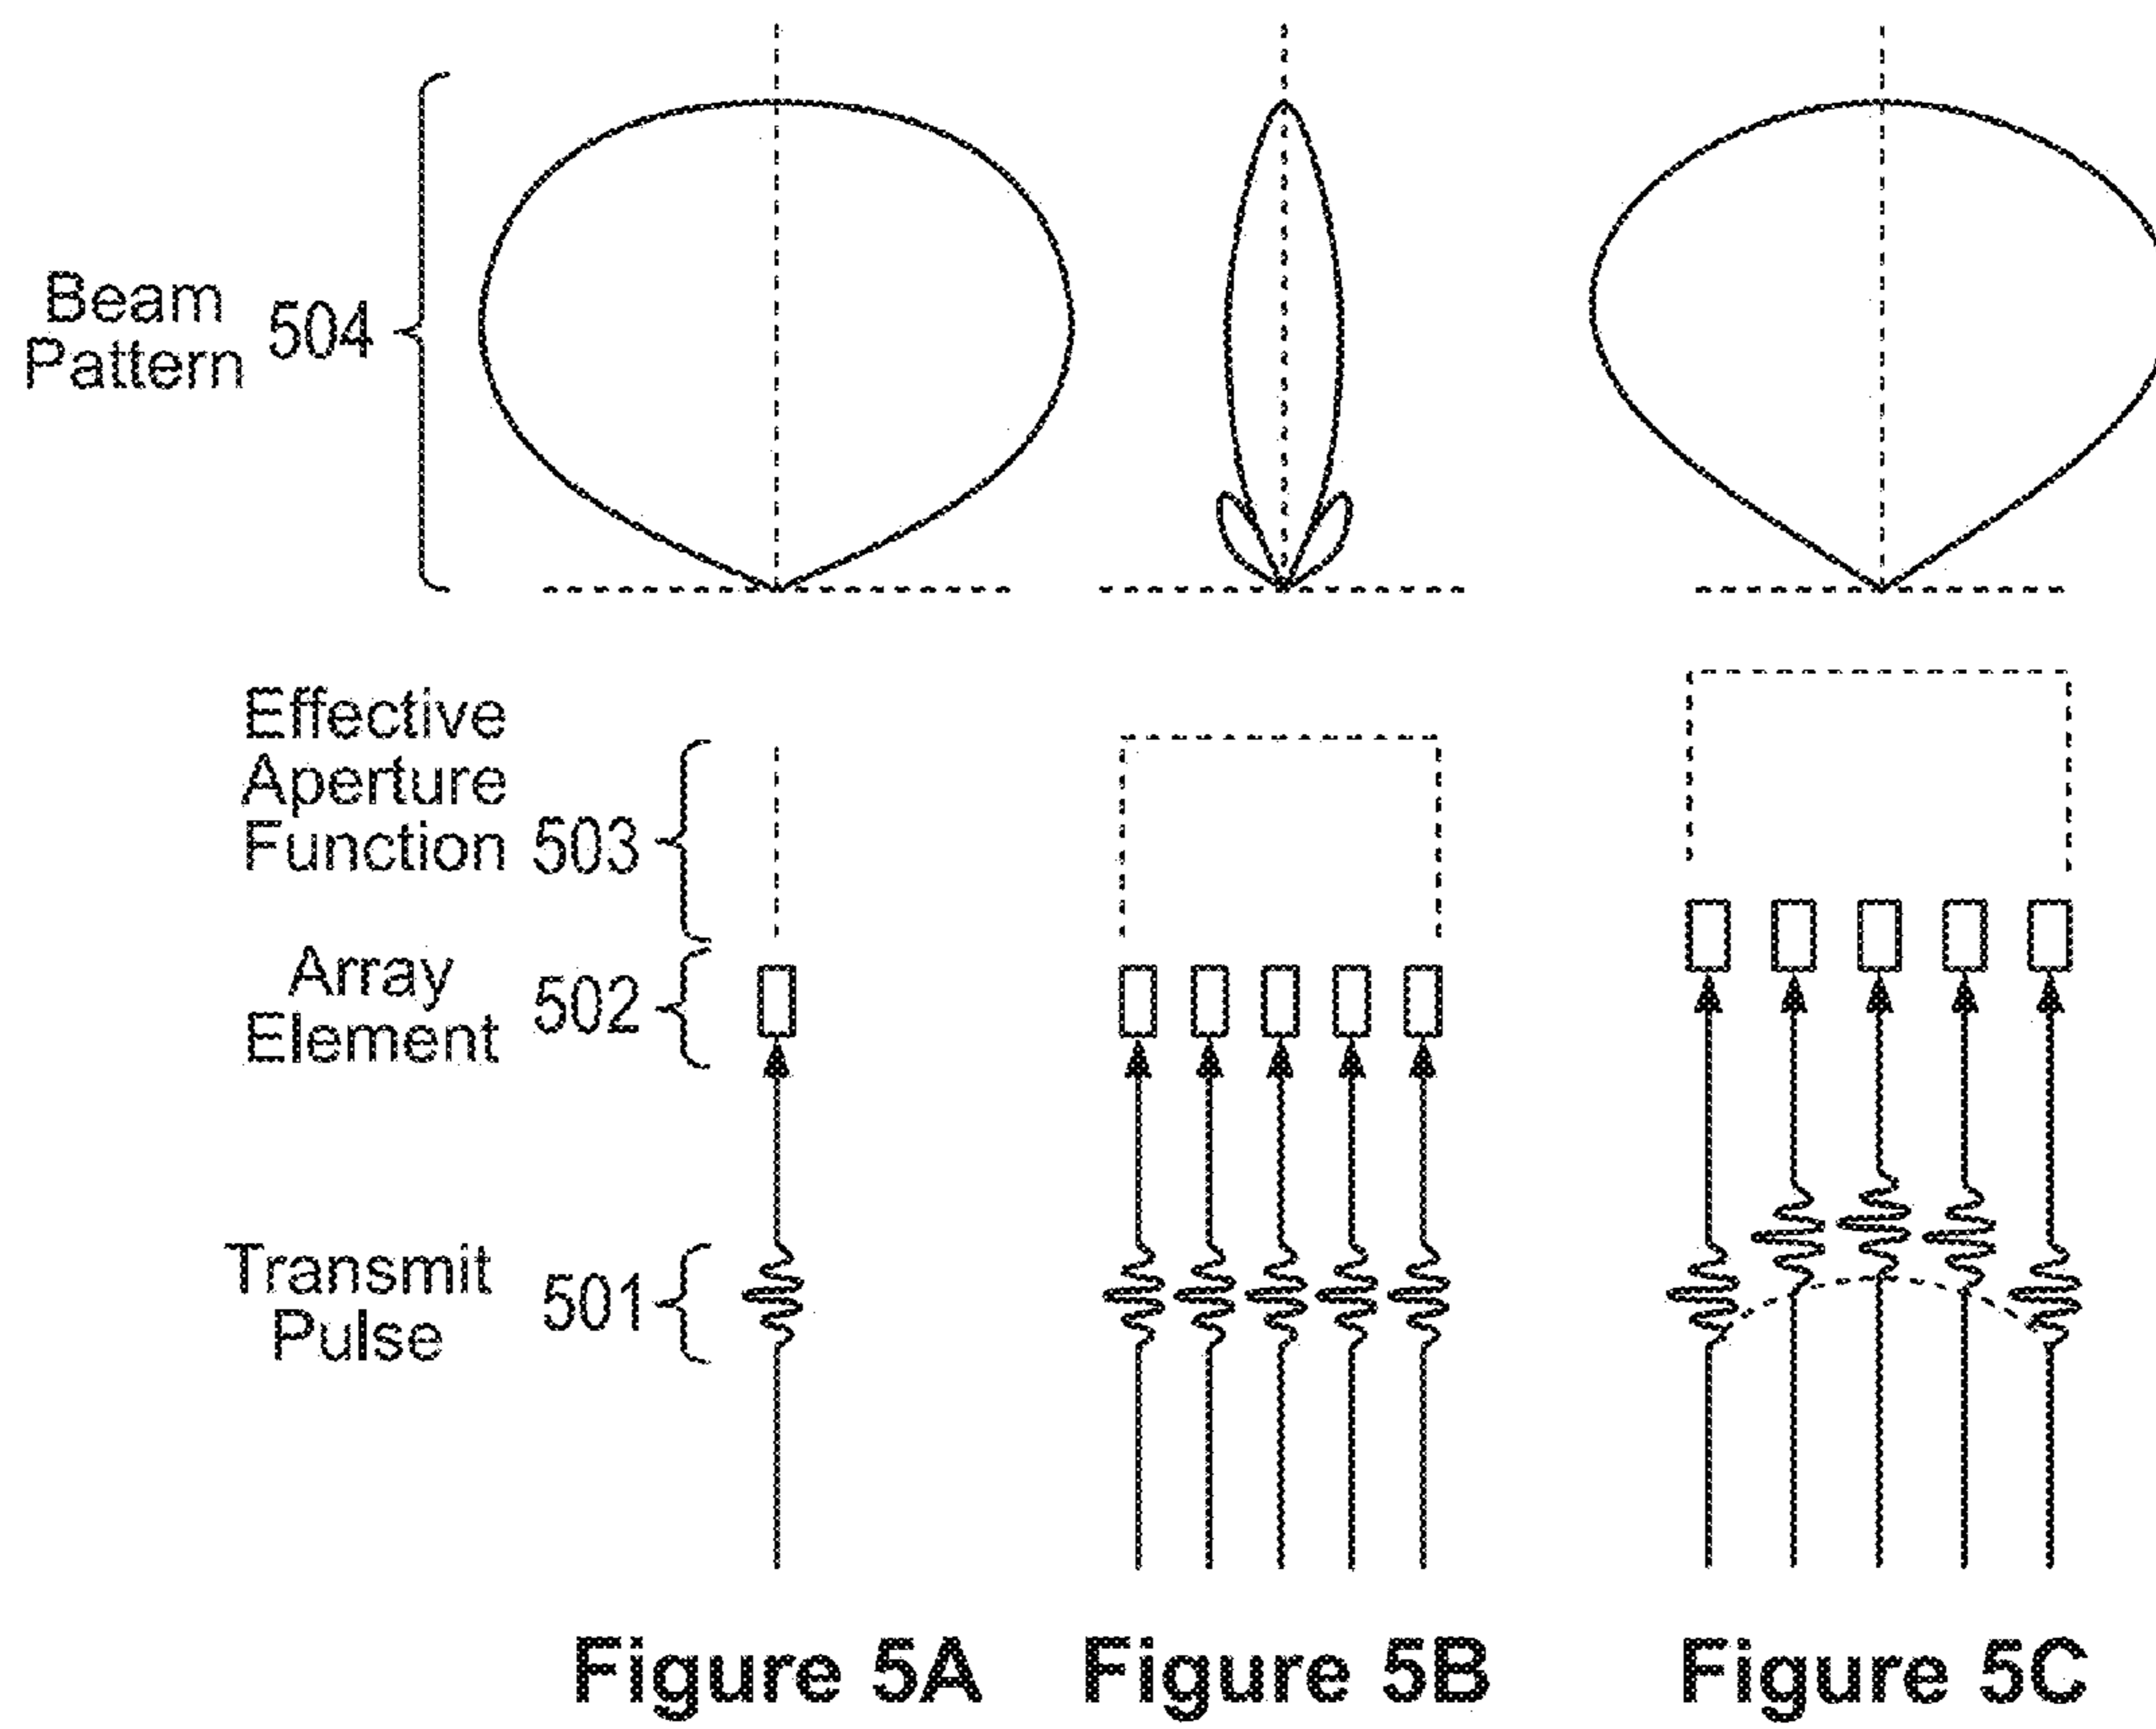 Beam
Pattern 504
Effective
Aperture
Function 503
Array
Element 502
Transmit
Pulse 501
Figure 5A Figure 5B Figure 5C